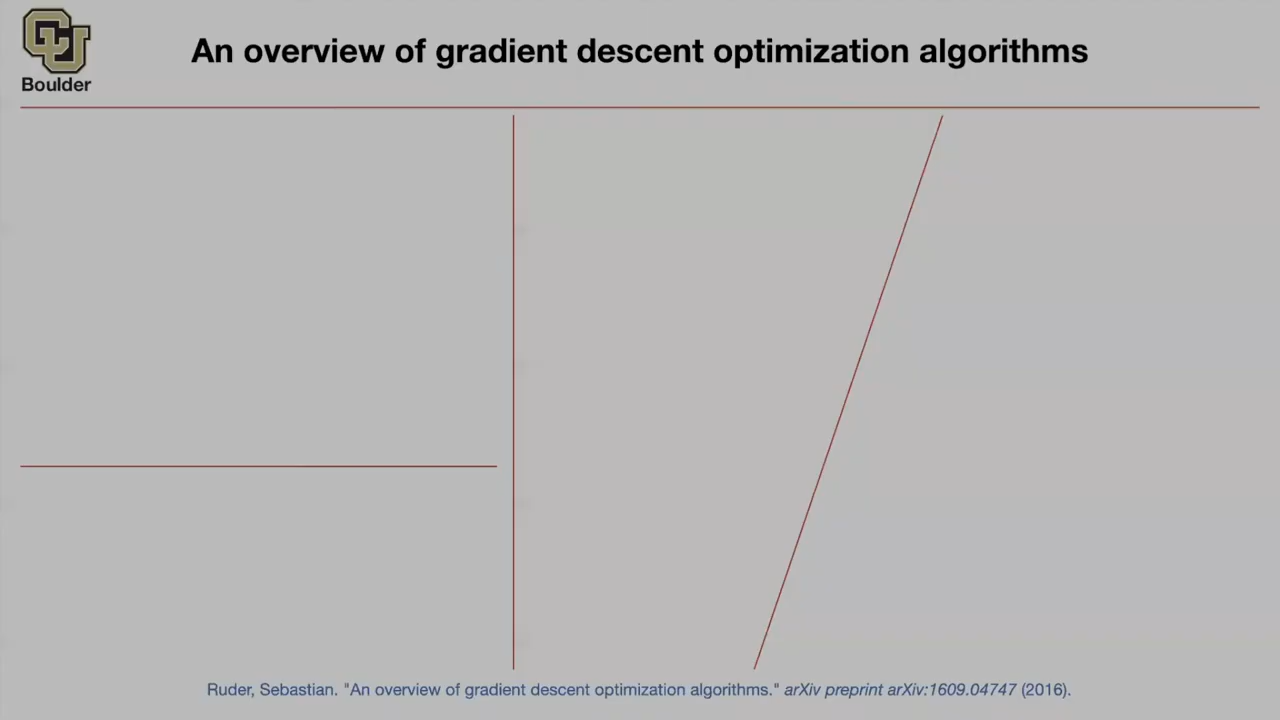 An overview of gradient descent optimization algorithms
CU
Boulder
Ruder, Sebastian. "An overview of gradient descent optimization algorithms." arXiv preprint arXiv:1609.04747 (2016).